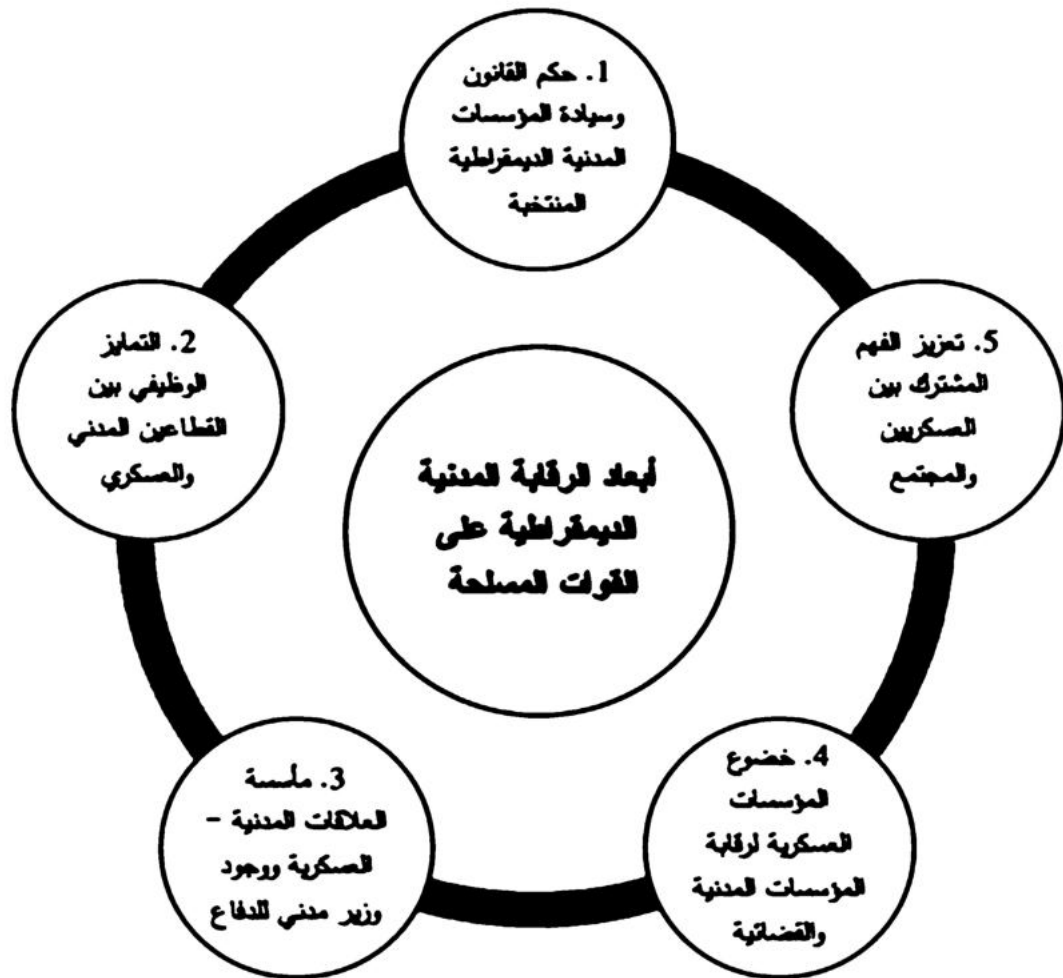 1. حكم القانون
وسيادة المؤسسات
المدنية الديمقراطية
المنتخبة
2. التمايز
الوظيفي بين
القطاعين المدني
والعسكري
3. مأسسة
العلاقات المدنية –
العسكرية ووجود
وزير مدني للدفاع
4. خضوع
المؤسسات
العسكرية لرقابة
المؤسسات المدنية
والقضائية
5. تعزيز الفهم
المشترك بين
العسكريين
والمجتمع
أبعاد الرقابة المدنية
الديمقراطية على
القوات المسلحة